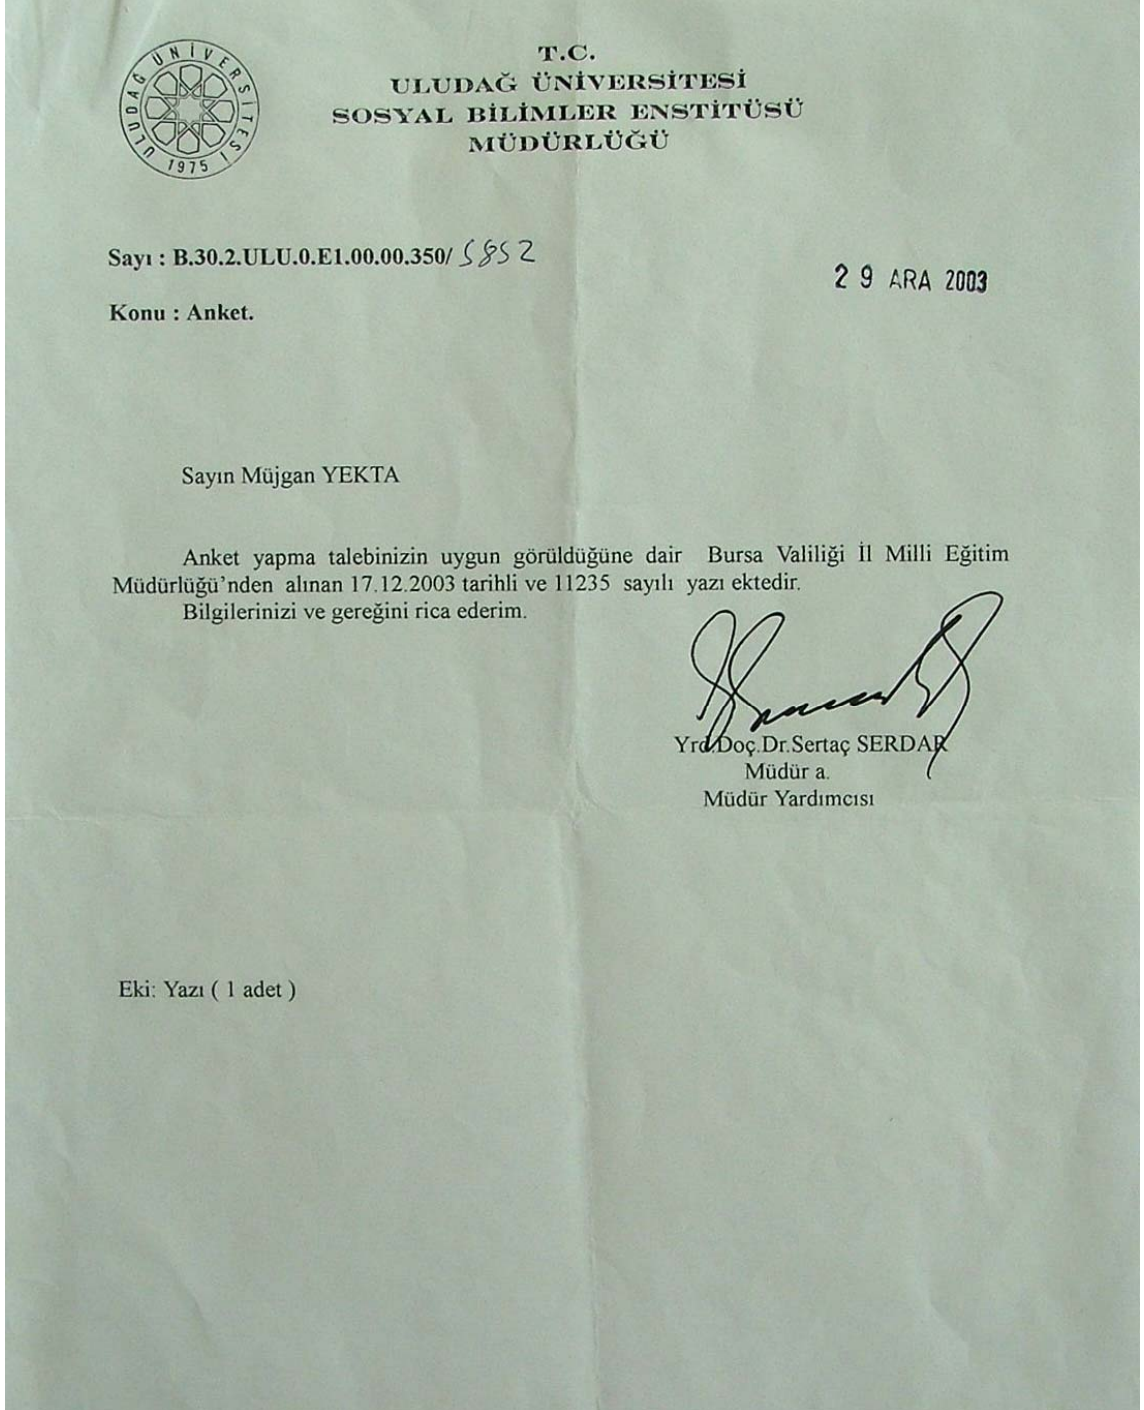 ULUDAĞ ÜNİVERSİTESİ
1975
T.C.
ULUDAĞ ÜNİVERSİTESİ
SOSYAL BİLİMLER ENSTİTÜSÜ
MÜDÜRLÜĞÜ
Sayı : B.30.2.ULU.0.E1.00.00.350/ 5852
29 ARA 2003
Konu : Anket.
Sayın Müjgan YEKTA
Anket yapma talebinizin uygun görüldüğüne dair Bursa Valiliği İl Milli Eğitim
Müdürlüğü’nden alınan 17.12.2003 tarihli ve 11235 sayılı yazı ektedir.
Bilgilerinizi ve gereğini rica ederim.
Yrd.Doç.Dr.Sertaç SERDAR
Müdür a.
Müdür Yardımcısı
Eki: Yazı ( 1 adet )